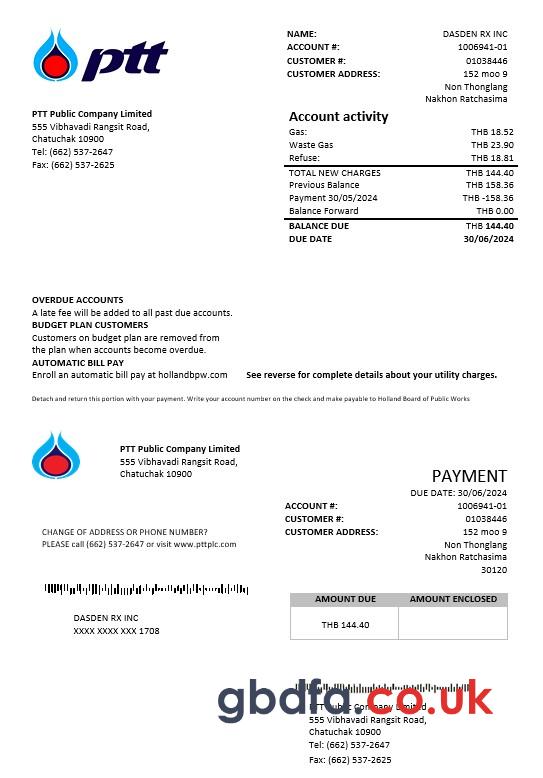 ptt
NAME: DASDEN RX INC
ACCOUNT #: 1006941-01
CUSTOMER #: 01038446
CUSTOMER ADDRESS: 152 moo 9
Non Thonglang
Nakhon Ratchasima
PTT Public Company Limited
555 Vibhavadi Rangsit Road,
Chatuchak 10900
Tel: (662) 537-2647
Fax: (662) 537-2625
Account activity
Gas: THB 18.52
Waste Gas THB 23.90
Refuse: THB 18.81
TOTAL NEW CHARGES THB 144.40
Previous Balance THB 158.36
Payment 30/05/2024 THB -158.36
Balance Forward THB 0.00
BALANCE DUE THB 144.40
DUE DATE 30/06/2024
OVERDUE ACCOUNTS
A late fee will be added to all past due accounts.
BUDGET PLAN CUSTOMERS
Customers on budget plan are removed from
the plan when accounts become overdue.
AUTOMATIC BILL PAY
Enroll an automatic bill pay at hollandbpw.com See reverse for complete details about your utility charges.
Detach and return this portion with your payment. Write your account number on the check and make payable to Holland Board of Public Works
PTT Public Company Limited
555 Vibhavadi Rangsit Road,
Chatuchak 10900
PAYMENT
DUE DATE: 30/06/2024
ACCOUNT #: 1006941-01
CUSTOMER #: 01038446
CUSTOMER ADDRESS: 152 moo 9
Non Thonglang
Nakhon Ratchasima
30120
CHANGE OF ADDRESS OR PHONE NUMBER?
PLEASE call (662) 537-2647 or visit www.pttplc.com
DASDEN RX INC
XXXX XXXX XXX 1708
AMOUNT DUE AMOUNT ENCLOSED
THB 144.40
gbdfa.co.uk
PTT Public Company Limited
555 Vibhavadi Rangsit Road,
Chatuchak 10900
Tel: (662) 537-2647
Fax: (662) 537-2625